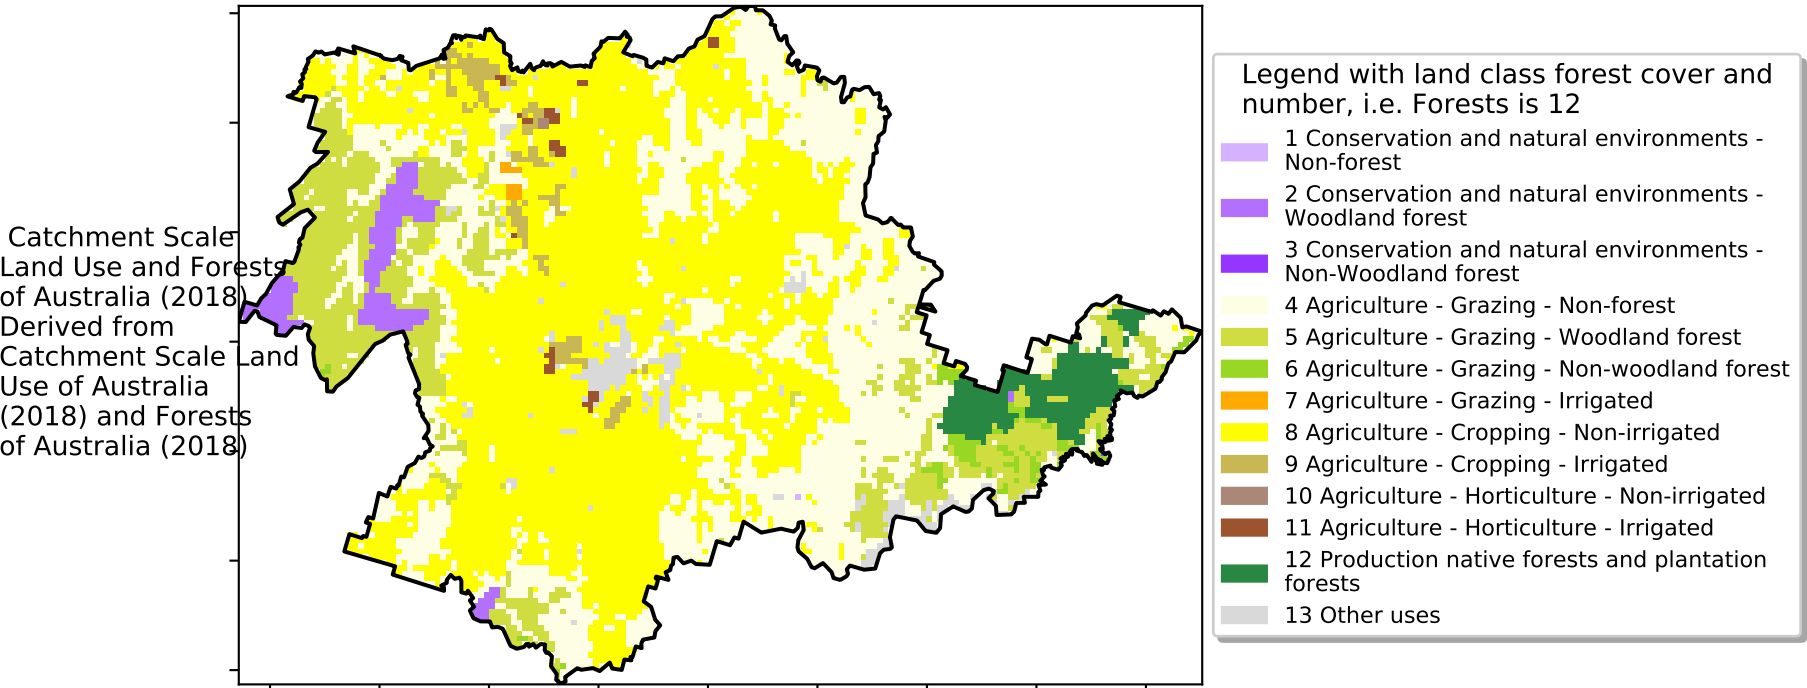 Catchment Scale
Land Use and Forests
of Australia (2018)
Derived from
Catchment Scale Land
Use of Australia
(2018) and Forests
of Australia (2018)
Legend with land class forest cover and
number, i.e. Forests is 12
1 Conservation and natural environments -
Non-forest
2 Conservation and natural environments -
Woodland forest
3 Conservation and natural environments -
Non-Woodland forest
4 Agriculture - Grazing - Non-forest
5 Agriculture - Grazing - Woodland forest
6 Agriculture - Grazing - Non-woodland forest
7 Agriculture - Grazing - Irrigated
8 Agriculture - Cropping - Non-irrigated
9 Agriculture - Cropping - Irrigated
10 Agriculture - Horticulture - Non-irrigated
11 Agriculture - Horticulture - Irrigated
12 Production native forests and plantation
forests
13 Other uses